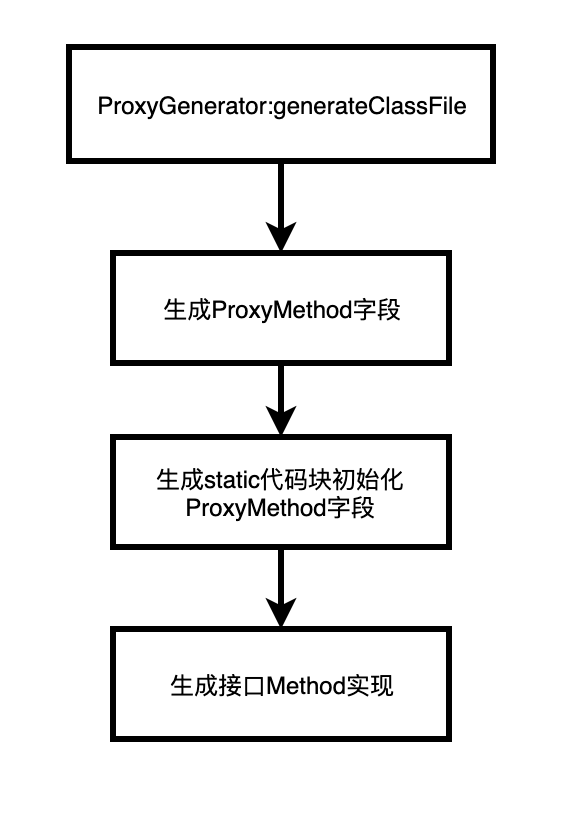 ProxyGenerator:generateClassFile
生成ProxyMethod字段
生成static代码块初始化
ProxyMethod字段
生成接口Method实现